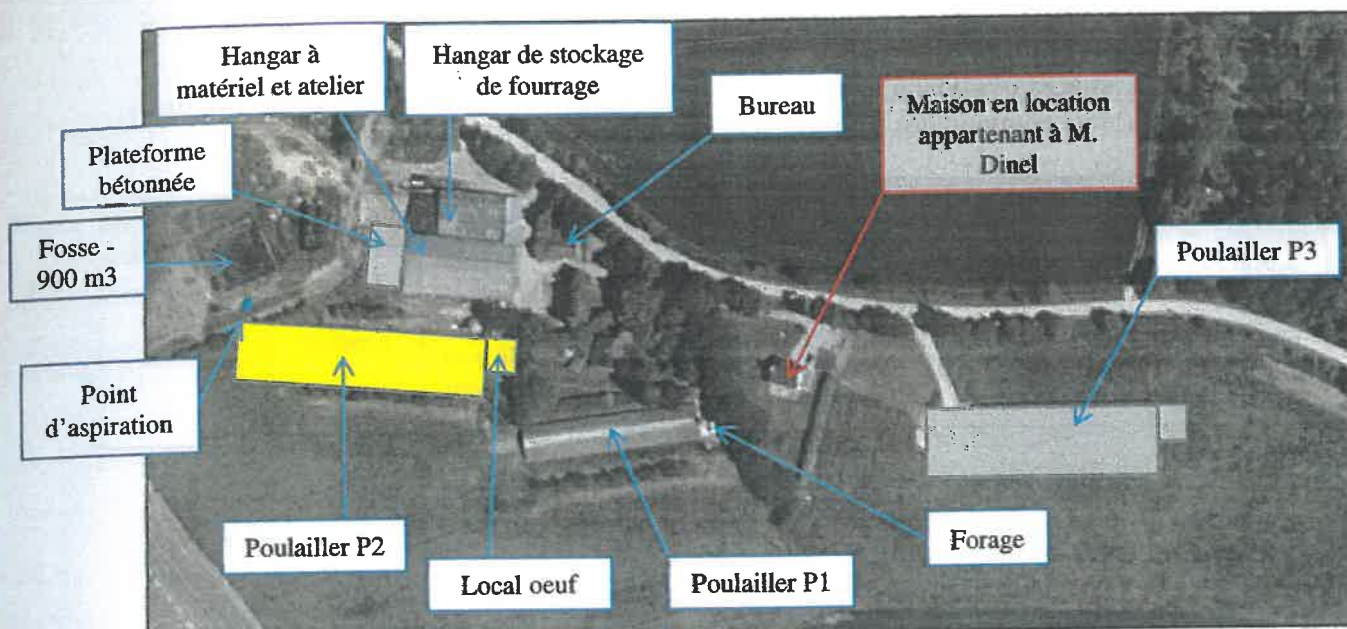 Hangar à
matériel et atelier
Hangar de stockage
de fourrage
Bureau
Maison en location
appartenant à M.
Dinel
Plateforme
bétonnée
Fosse -
900 m3
Poulailler P3
Point
d'aspiration
Poulailler P2
Local oeuf
Poulailler P1
Forage